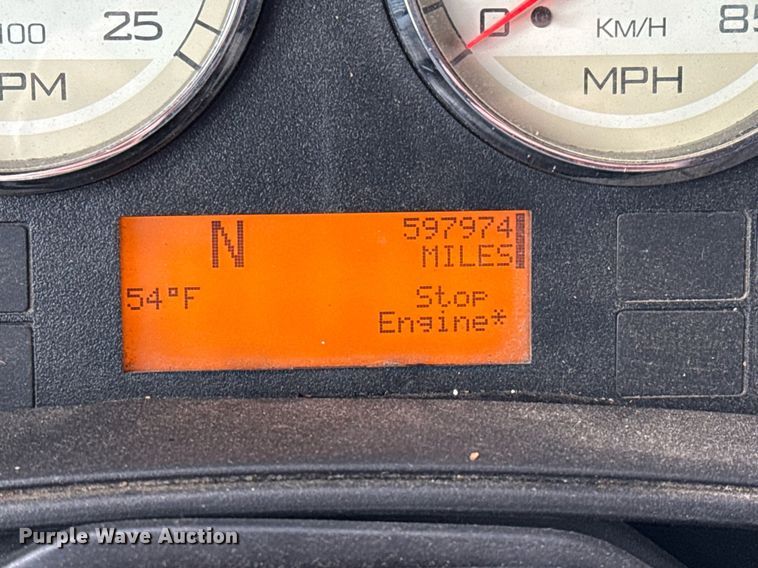 100 25
PM
0 KM/H 85
MPH
N 597974
MILES
54°F Stop
Engine*
Purple Wave Auction